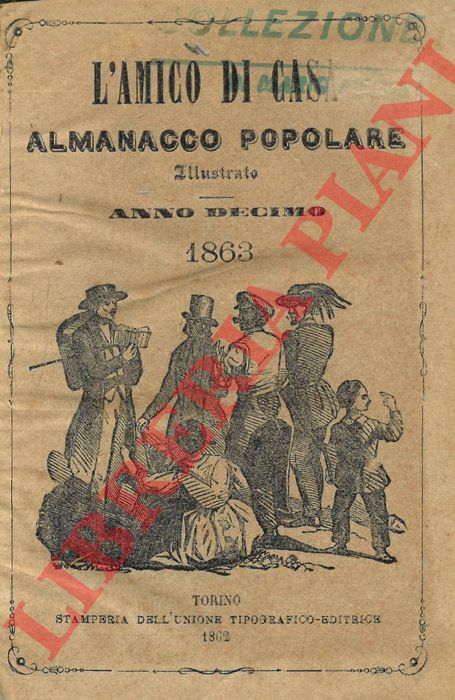 COLLEZIONE
L'AMICO DI CASA
ALMANACCO POPOLARE
Illustrato
ANNO DECIMO
1863
LIBRERIA PIANI
TORINO
STAMPERIA DELL'UNIONE TIPOGRAFICO-EDITRICE
1862